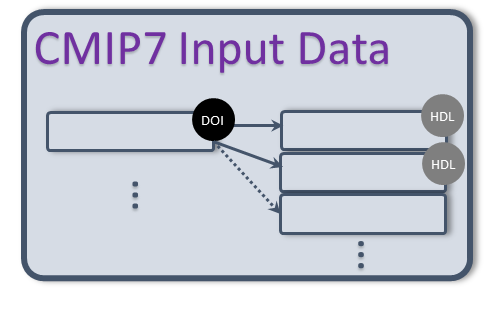 CMIP7 Input Data
DOI
HDL
HDL